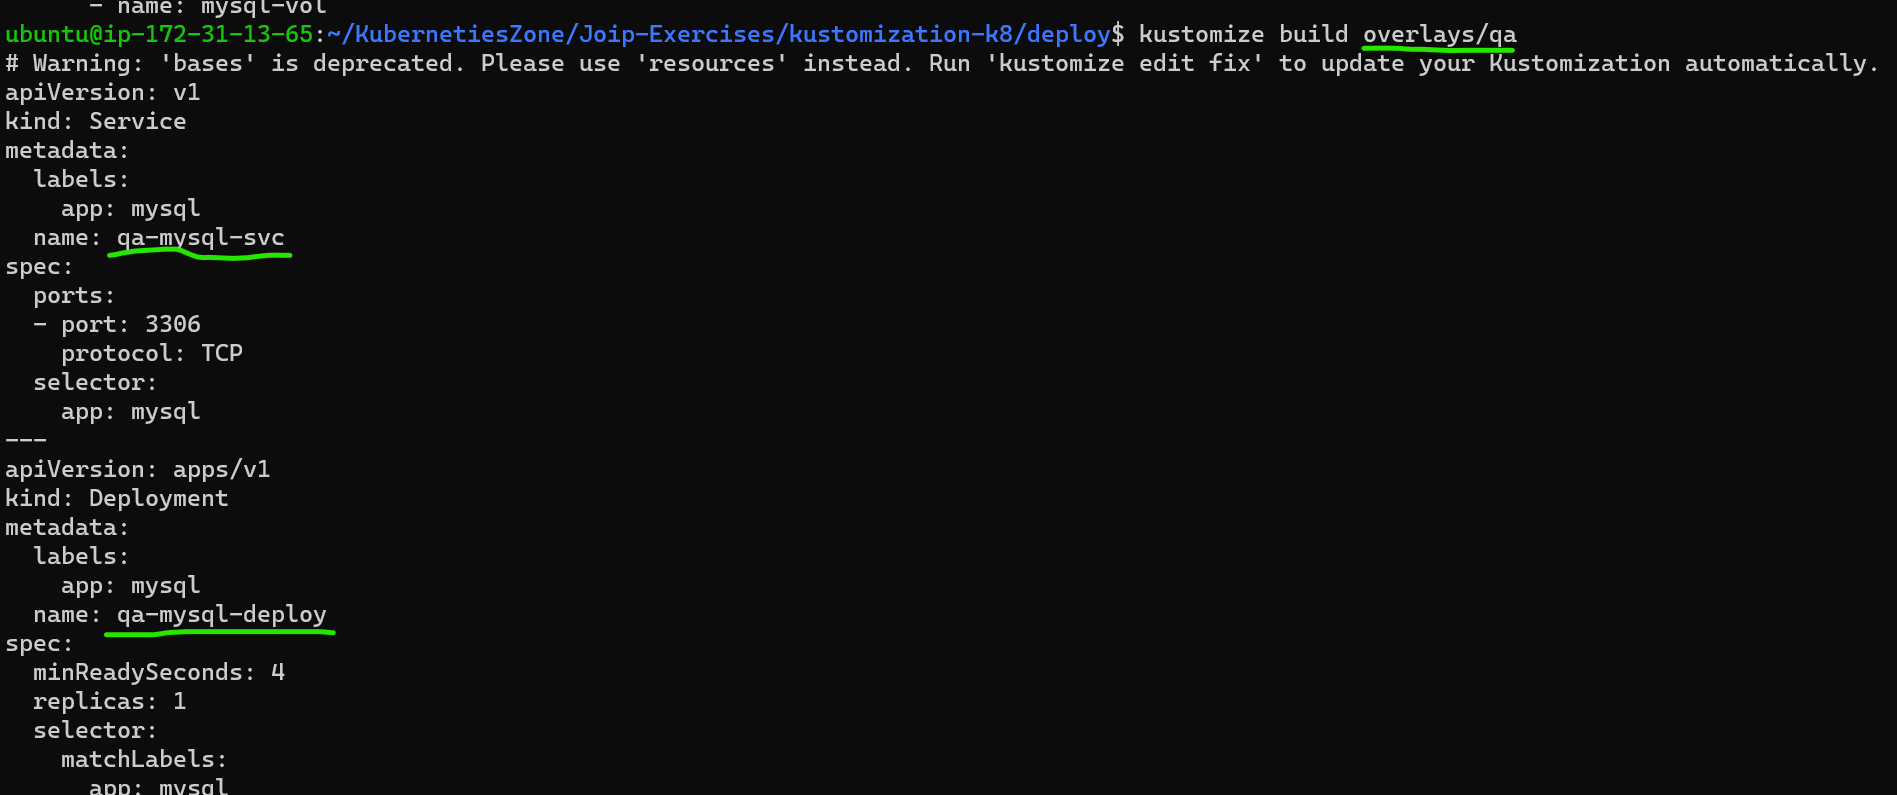 - name: mysql-vol
ubuntu@ip-172-31-13-65:~/KubernetiesZone/Joip-Exercises/kustomization-k8/deploy$ kustomize build overlays/qa
# Warning: 'bases' is deprecated. Please use 'resources' instead. Run 'kustomize edit fix' to update your Kustomization automatically.
apiVersion: v1
kind: Service
metadata:
  labels:
    app: mysql
  name: qa-mysql-svc
spec:
  ports:
  - port: 3306
    protocol: TCP
  selector:
    app: mysql
---
apiVersion: apps/v1
kind: Deployment
metadata:
  labels:
    app: mysql
  name: qa-mysql-deploy
spec:
  minReadySeconds: 4
  replicas: 1
  selector:
    matchLabels:
      app: mysql